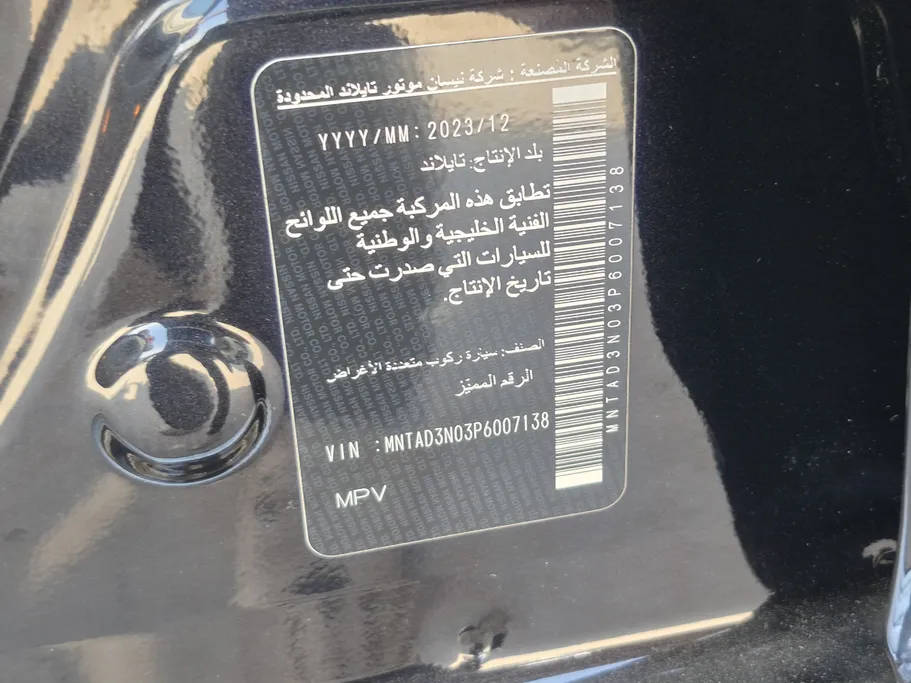 الشركة المصنعة : شركة نيسان موتور تايلاند المحدودة
YYYY/MM: 2023/12
بلد الإنتاج: تايلاند
تطابق هذه المركبة جميع اللوائح
الفنية الخليجية والوطنية
للسيارات التي صدرت حتى
تاريخ الإنتاج.
الصنف: سيارة ركوب متعددة الأغراض
الرقم المميّز
VIN :MNTAD3N03P6007138
MPV
MNTAD3N03P6007138